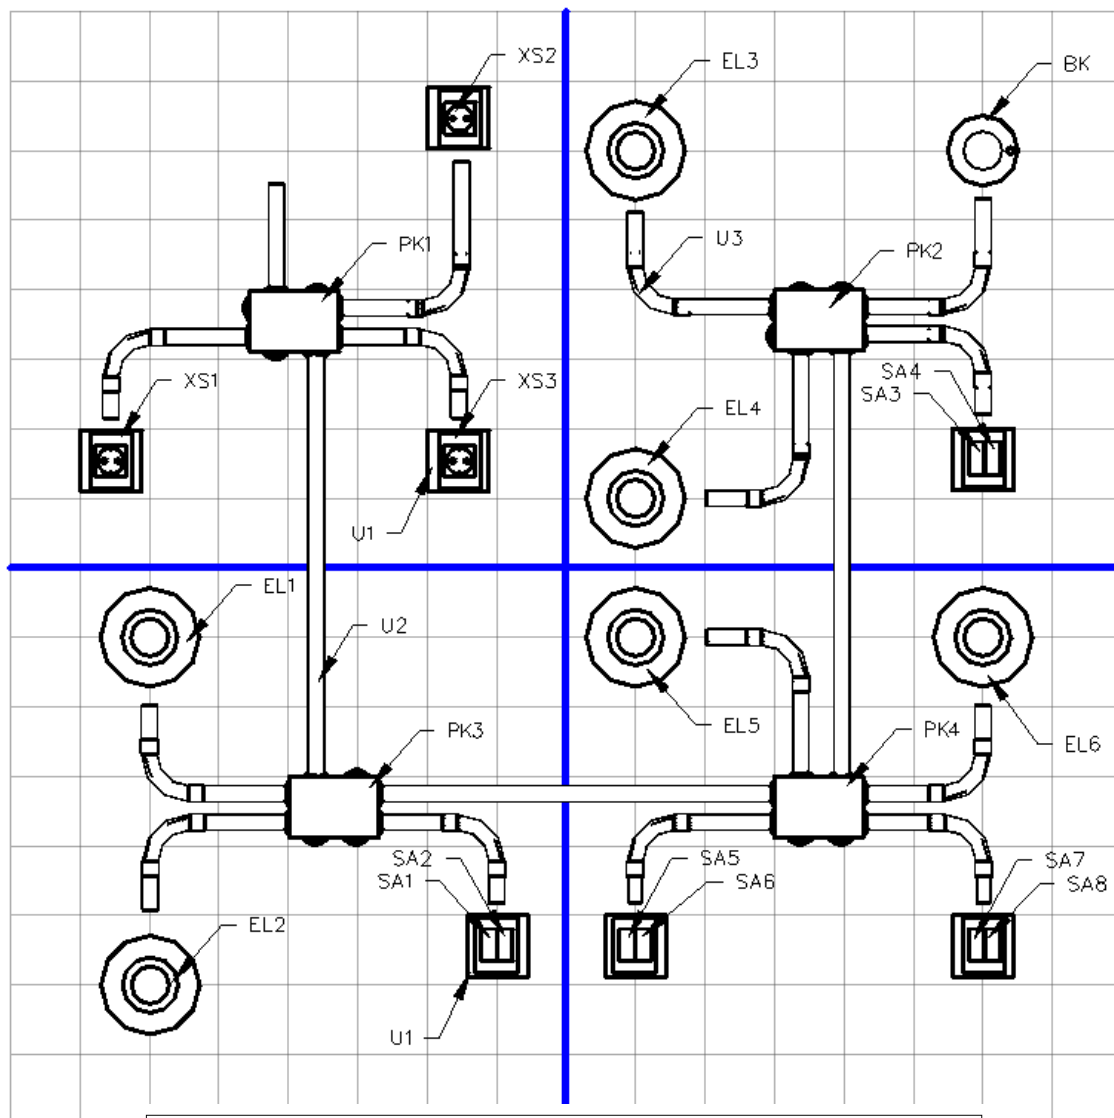 XS2
EL3
BK
PK1
U3
PK2
XS1
XS3
SA4
SA3
EL4
U1
EL1
U2
PK3
EL5
PK4
EL6
SA2
SA1
SA5
SA6
SA7
SA8
EL2
U1